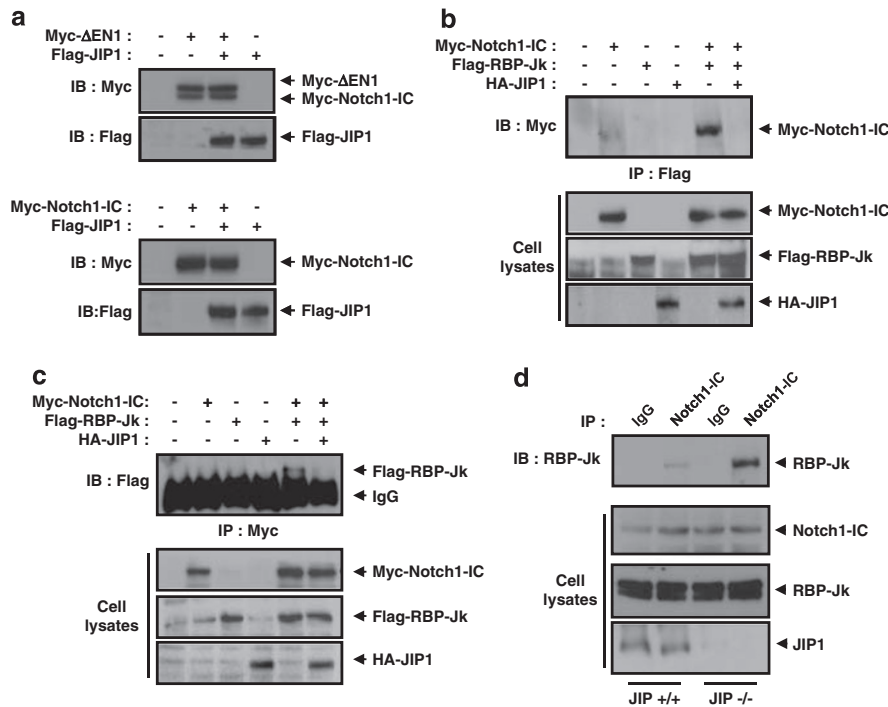 a
Myc-ΔEN1 : - + + -
Flag-JIP1 : - - + +
IB : Myc
Myc-ΔEN1
Myc-Notch1-IC
IB : Flag
Flag-JIP1
Myc-Notch1-IC : - + + -
Flag-JIP1 : - - + +
IB : Myc
Myc-Notch1-IC
IB:Flag
Flag-JIP1
b
Myc-Notch1-IC : - + - - + +
Flag-RBP-Jk : - - + - + +
HA-JIP1 : - - - + - +
IB : Myc
Myc-Notch1-IC
IP : Flag
Cell
lysates
Myc-Notch1-IC
Flag-RBP-Jk
HA-JIP1
c
Myc-Notch1-IC: - + - - + +
Flag-RBP-Jk : - - + - + +
HA-JIP1 : - - - + - +
IB : Flag
Flag-RBP-Jk
IgG
IP : Myc
Cell
lysates
Myc-Notch1-IC
Flag-RBP-Jk
HA-JIP1
d
IP : IgG Notch1-IC IgG Notch1-IC
IB : RBP-Jk
RBP-Jk
Cell
lysates
Notch1-IC
RBP-Jk
JIP1
JIP +/+ JIP -/-